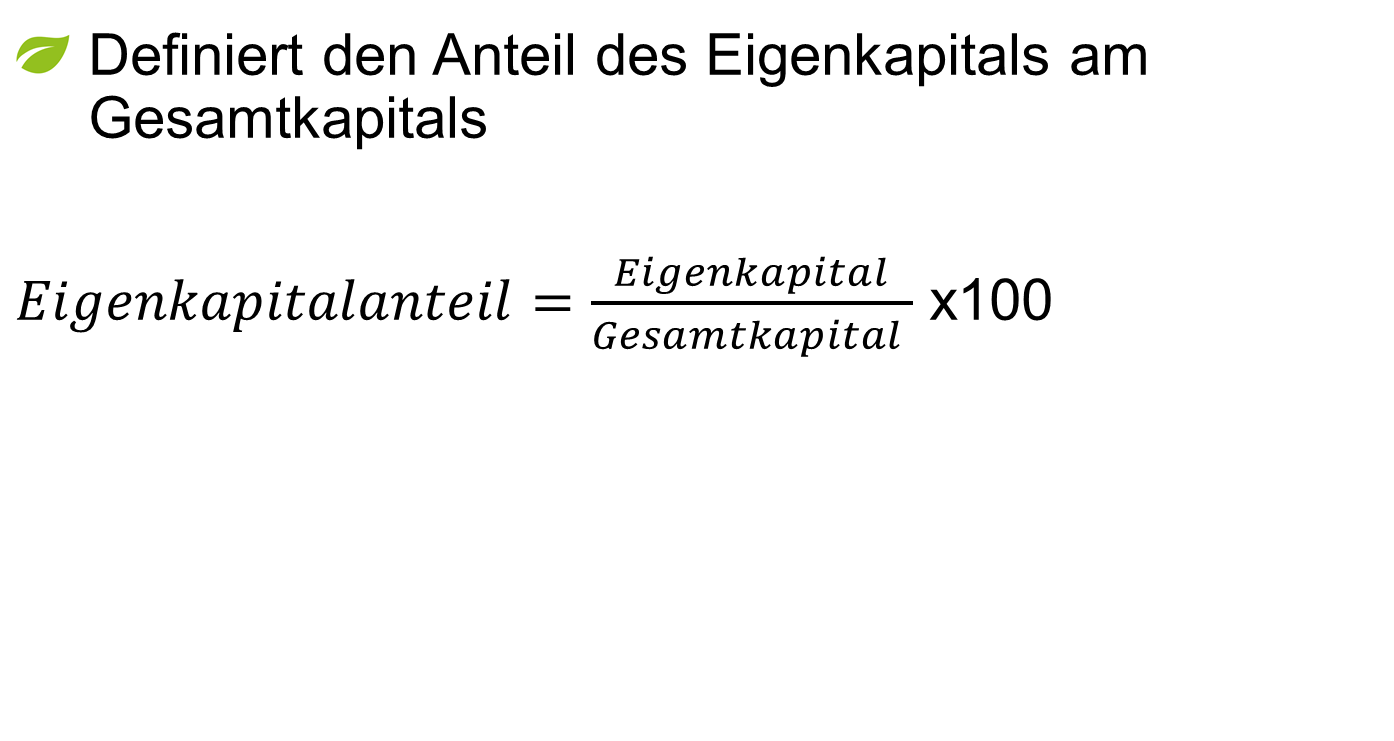 Definiert den Anteil des Eigenkapitals am
Gesamtkapitals
Eigenkapitalanteil = Eigenkapital / Gesamtkapital x100